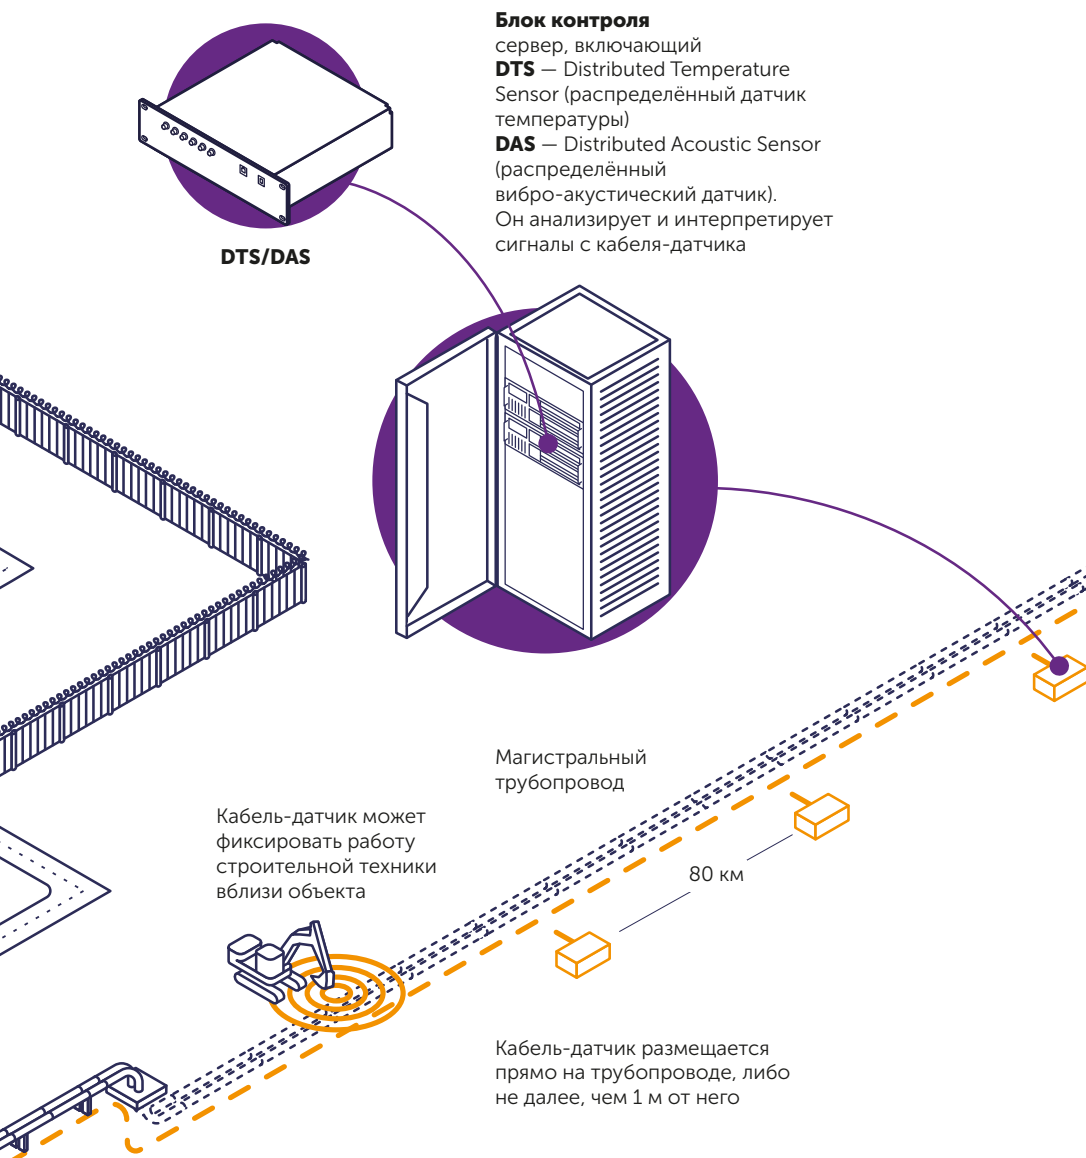 Блок контроля
сервер, включающий
DTS — Distributed Temperature
Sensor (распределённый датчик
температуры)
DAS — Distributed Acoustic Sensor
(распределённый
вибро-акустический датчик).
Он анализирует и интерпретирует
сигналы с кабеля-датчика
DTS/DAS
Магистральный
трубопровод
Кабель-датчик может
фиксировать работу
строительной техники
вблизи объекта
80 км
Кабель-датчик размещается
прямо на трубопроводе, либо
не далее, чем 1 м от него